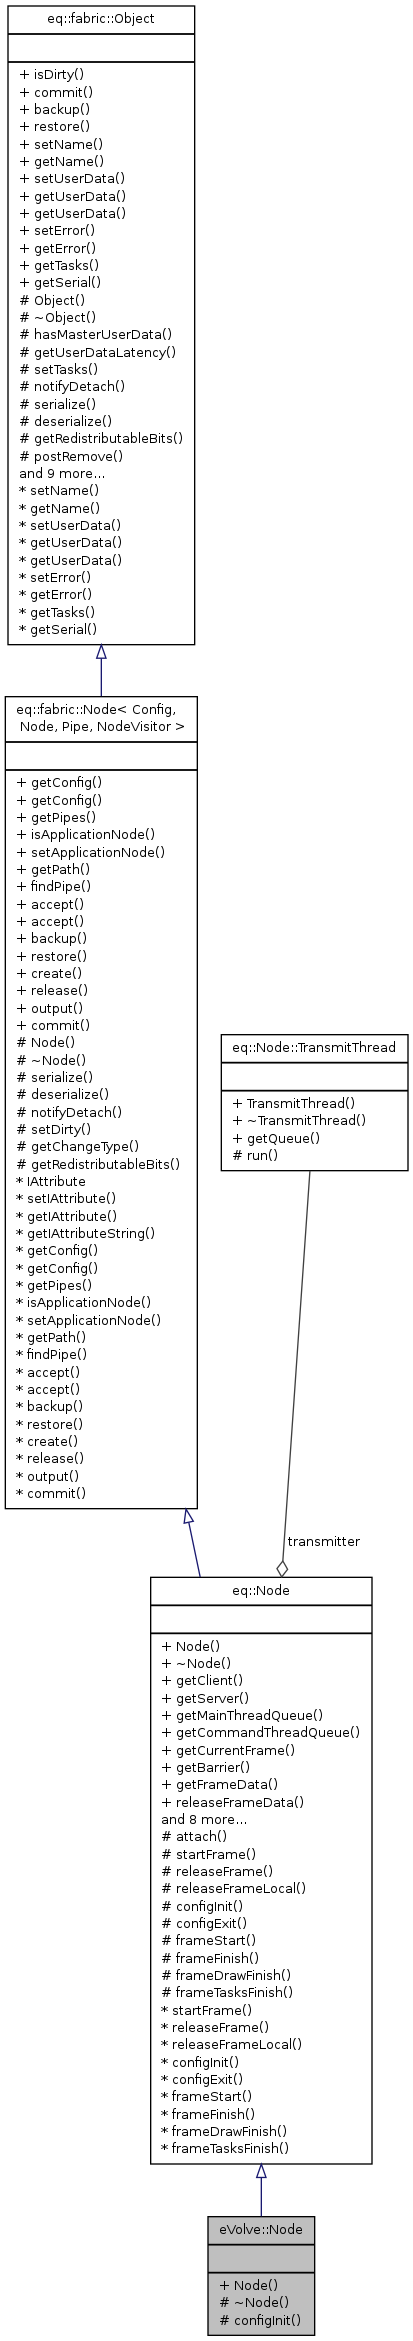 eq::fabric::Object
+ isDirty()
+ commit()
+ backup()
+ restore()
+ setName()
+ getName()
+ setUserData()
+ getUserData()
+ getUserData()
+ setError()
+ getError()
+ getTasks()
+ getSerial()
# Object()
# ~Object()
# hasMasterUserData()
# getUserDataLatency()
# setTasks()
# notifyDetach()
# serialize()
# deserialize()
# getRedistributableBits()
# postRemove()
and 9 more...
* setName()
* getName()
* setUserData()
* getUserData()
* getUserData()
* setError()
* getError()
* getTasks()
* getSerial()
eq::fabric::Node< Config,
Node, Pipe, NodeVisitor >
+ getConfig()
+ getConfig()
+ getPipes()
+ isApplicationNode()
+ setApplicationNode()
+ getPath()
+ findPipe()
+ accept()
+ accept()
+ backup()
+ restore()
+ create()
+ release()
+ output()
+ commit()
# Node()
# ~Node()
# serialize()
# deserialize()
# notifyDetach()
# setDirty()
# getChangeType()
# getRedistributableBits()
* IAttribute
* setIAttribute()
* getIAttribute()
* getIAttributeString()
* getConfig()
* getConfig()
* getPipes()
* isApplicationNode()
* setApplicationNode()
* getPath()
* findPipe()
* accept()
* accept()
* backup()
* restore()
* create()
* release()
* output()
* commit()
eq::Node::TransmitThread
+ TransmitThread()
+ ~TransmitThread()
+ getQueue()
# run()
transmitter
eq::Node
+ Node()
+ ~Node()
+ getClient()
+ getServer()
+ getMainThreadQueue()
+ getCommandThreadQueue()
+ getCurrentFrame()
+ getBarrier()
+ getFrameData()
+ releaseFrameData()
and 8 more...
# attach()
# startFrame()
# releaseFrame()
# releaseFrameLocal()
# configInit()
# configExit()
# frameStart()
# frameFinish()
# frameDrawFinish()
# frameTasksFinish()
* startFrame()
* releaseFrame()
* releaseFrameLocal()
* configInit()
* configExit()
* frameStart()
* frameFinish()
* frameDrawFinish()
* frameTasksFinish()
eVolve::Node
+ Node()
# ~Node()
# configInit()